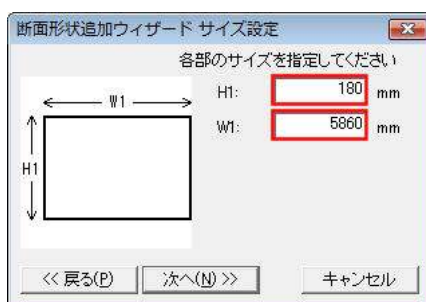 断面形状追加ウィザード サイズ設定
各部のサイズを指定してください
W1
H1
H1: 180 mm
W1: 5860 mm
<< 戻る(P) 次へ(N) >> キャンセル